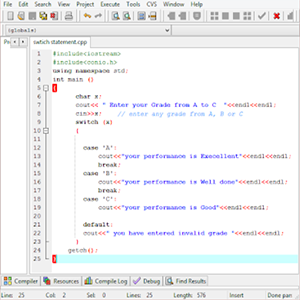 File Edit Search View Project Execute Tools CVS Window Help
(globals)
swtich statement.cpp
1 #include<iostream>
2 #include<conio.h>
3 using namespace std;
4 int main ()
5 {
6 char x;
7 cout<< " Enter your Grade from A to C "<<endl<<endl;
8 cin>>x; // enter any grade from A, B or C
9 switch (x)
10 {
11
12 case 'A':
13 cout<<"your performance is Execellent"<<endl<<endl;
14 break;
15 case 'B':
16 cout<<"your performance is Well done"<<endl<<endl;
17 break;
18 case 'C':
19 cout<<"your performance is Good"<<endl<<endl;
20
21 default:
22 cout<<" you have entered invalid grade "<<endl<<endl;
23 }
24 getch();
25 }
Compiler Resources Compile Log Debug Find Results
Line: 25 Col: 2 Sel: 0 Lines: 25 Length: 576 Insert Done par